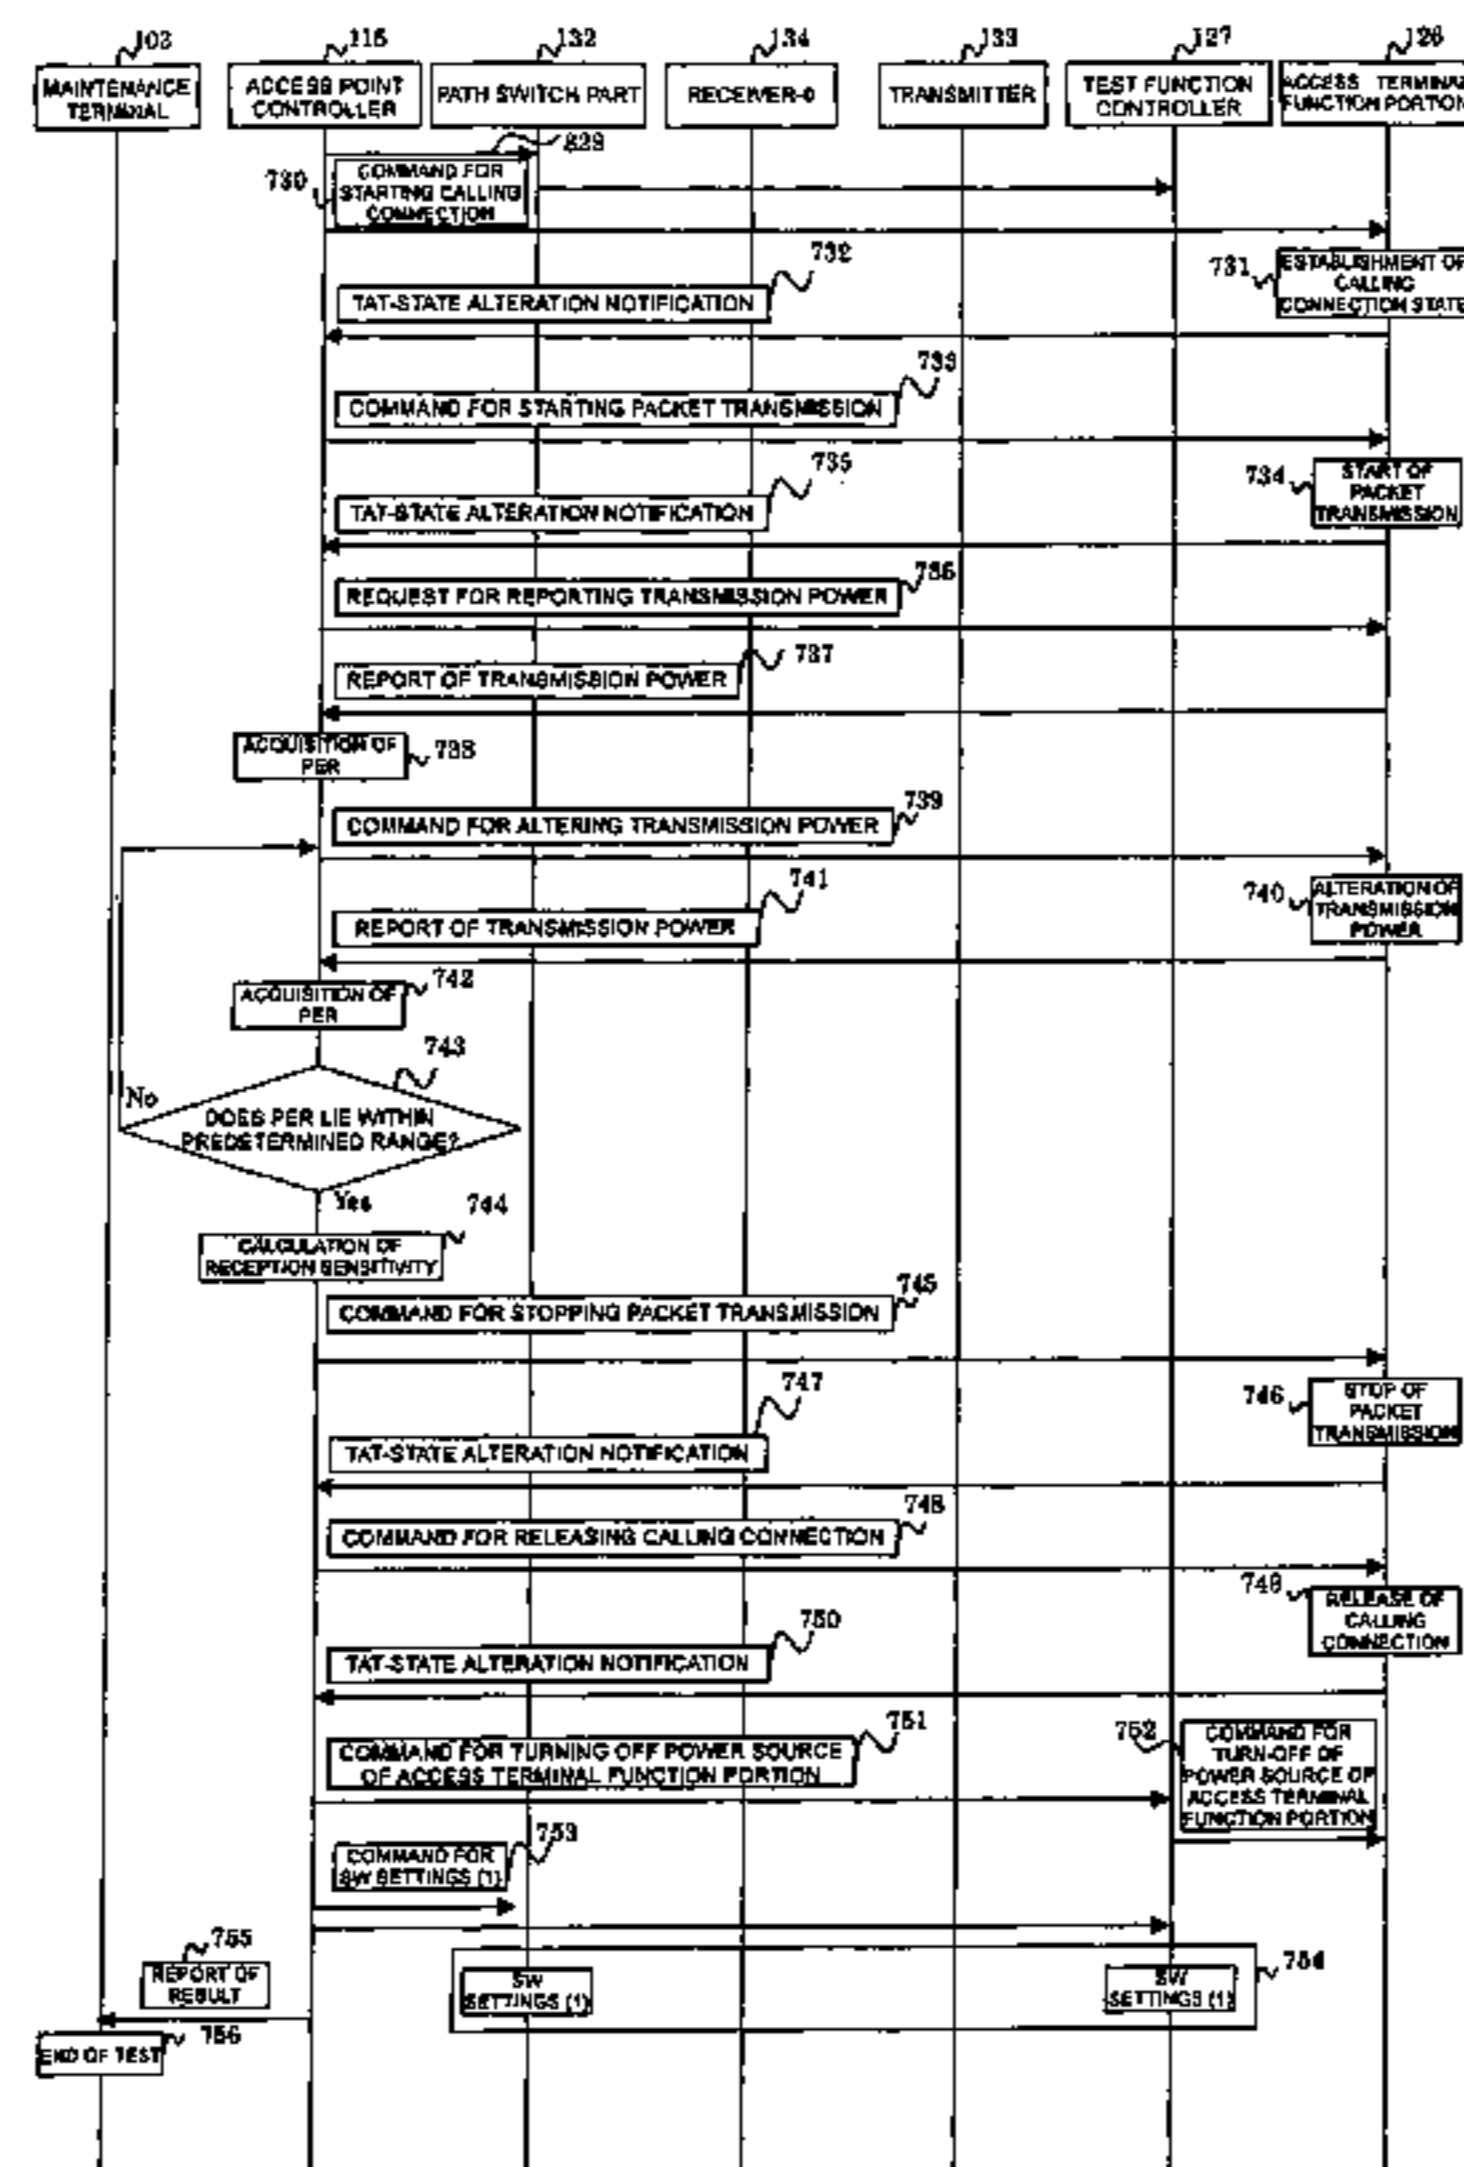 103
115
132
134
133
127
126
MAINTENANCE
TERMINAL
ACCESS POINT
CONTROLLER
PATH SWITCH PART
RECEIVER-0
TRANSMITTER
TEST FUNCTION
CONTROLLER
ACCESS TERMINAL
FUNCTION PORTION
829
730
COMMAND FOR
STARTING CALLING
CONNECTION
732
731
ESTABLISHMENT OF
CALLING
CONNECTION STATE
TAT-STATE ALTERATION NOTIFICATION
733
COMMAND FOR STARTING PACKET TRANSMISSION
735
734
START OF
PACKET
TRANSMISSION
TAT-STATE ALTERATION NOTIFICATION
736
REQUEST FOR REPORTING TRANSMISSION POWER
737
REPORT OF TRANSMISSION POWER
ACQUISITION OF
PER
738
739
COMMAND FOR ALTERING TRANSMISSION POWER
741
740
ALTERATION OF
TRANSMISSION
POWER
REPORT OF TRANSMISSION POWER
742
ACQUISITION OF
PER
743
No
DOES PER LIE WITHIN
PREDETERMINED RANGE?
Yes
744
CALCULATION OF
RECEPTION SENSITIVITY
745
COMMAND FOR STOPPING PACKET TRANSMISSION
747
746
STOP OF
PACKET
TRANSMISSION
TAT-STATE ALTERATION NOTIFICATION
748
COMMAND FOR RELEASING CALLING CONNECTION
749
RELEASE OF
CALLING
CONNECTION
750
TAT-STATE ALTERATION NOTIFICATION
751
COMMAND FOR TURNING OFF POWER SOURCE
OF ACCESS TERMINAL FUNCTION PORTION
752
COMMAND FOR
TURN-OFF OF
POWER SOURCE OF
ACCESS TERMINAL
FUNCTION PORTION
753
COMMAND FOR
SW SETTINGS (1)
755
REPORT OF
RESULT
SW
SETTINGS (1)
SW
SETTINGS (1)
754
756
END OF TEST